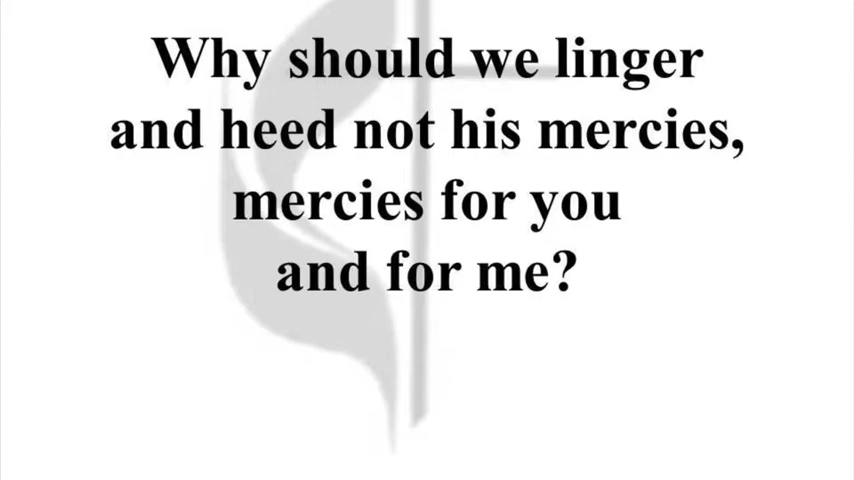 Why should we linger
and heed not his mercies,
mercies for you
and for me?